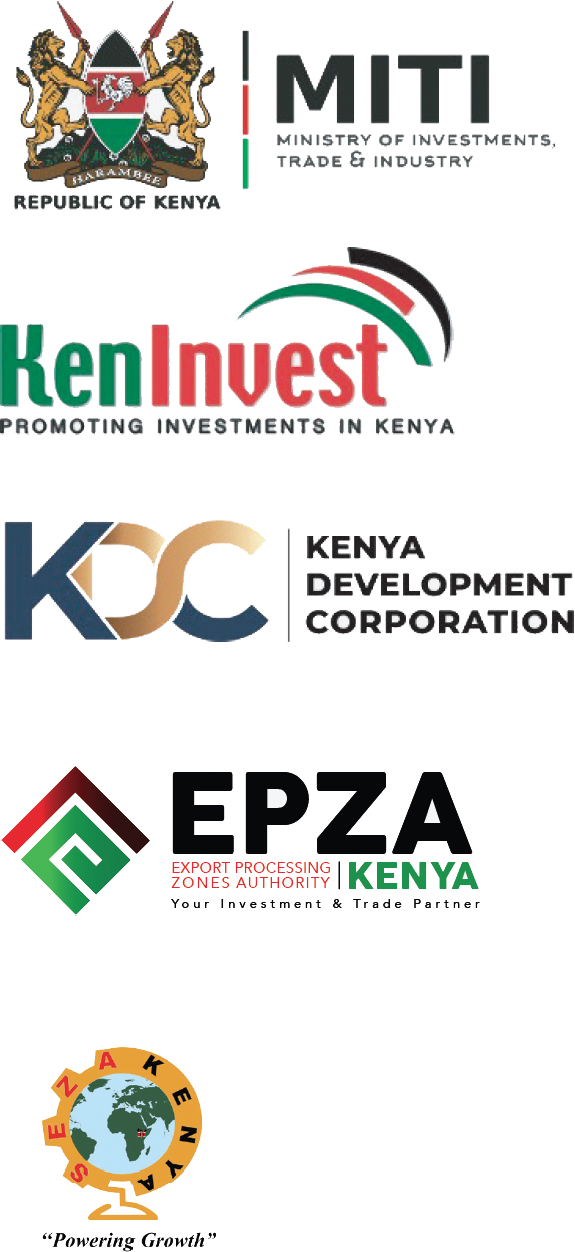 HARAMBEE
REPUBLIC OF KENYA
MITI
MINISTRY OF INVESTMENTS,
TRADE & INDUSTRY
KenInvest
PROMOTING INVESTMENTS IN KENYA
KDC
KENYA
DEVELOPMENT
CORPORATION
EPZA
EXPORT PROCESSING
ZONES AUTHORITY
KENYA
Your Investment & Trade Partner
SEZA KENYA
“Powering Growth”